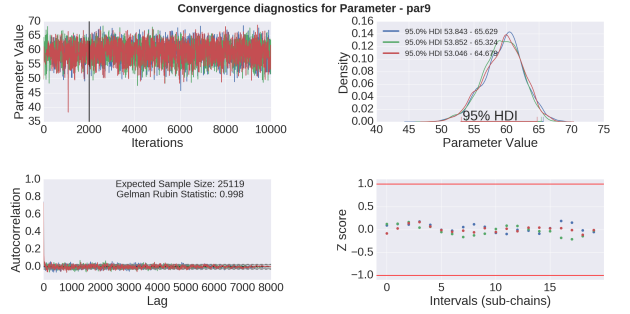 Convergence diagnostics for Parameter - par9
Parameter Value
70
65
60
55
50
45
40
35
0 2000 4000 6000 8000 10000
Iterations
Density
0.16
0.14
0.12
0.10
0.08
0.06
0.04
0.02
0.00
95.0% HDI 53.843 - 65.629
95.0% HDI 53.852 - 65.324
95.0% HDI 53.046 - 64.678
95% HDI
40 45 50 55 60 65 70 75
Parameter Value
Autocorrelation
1.0
0.8
0.6
0.4
0.2
0.0
Expected Sample Size: 25119
Gelman Rubin Statistic: 0.998
0 1000 2000 3000 4000 5000 6000 7000 8000
Lag
Z score
1.0
0.5
0.0
−0.5
−1.0
0 5 10 15
Intervals (sub-chains)